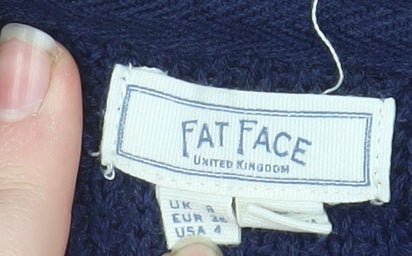 FAT FACE
UNITED KINGDOM
UK 8
EUR
USA 4